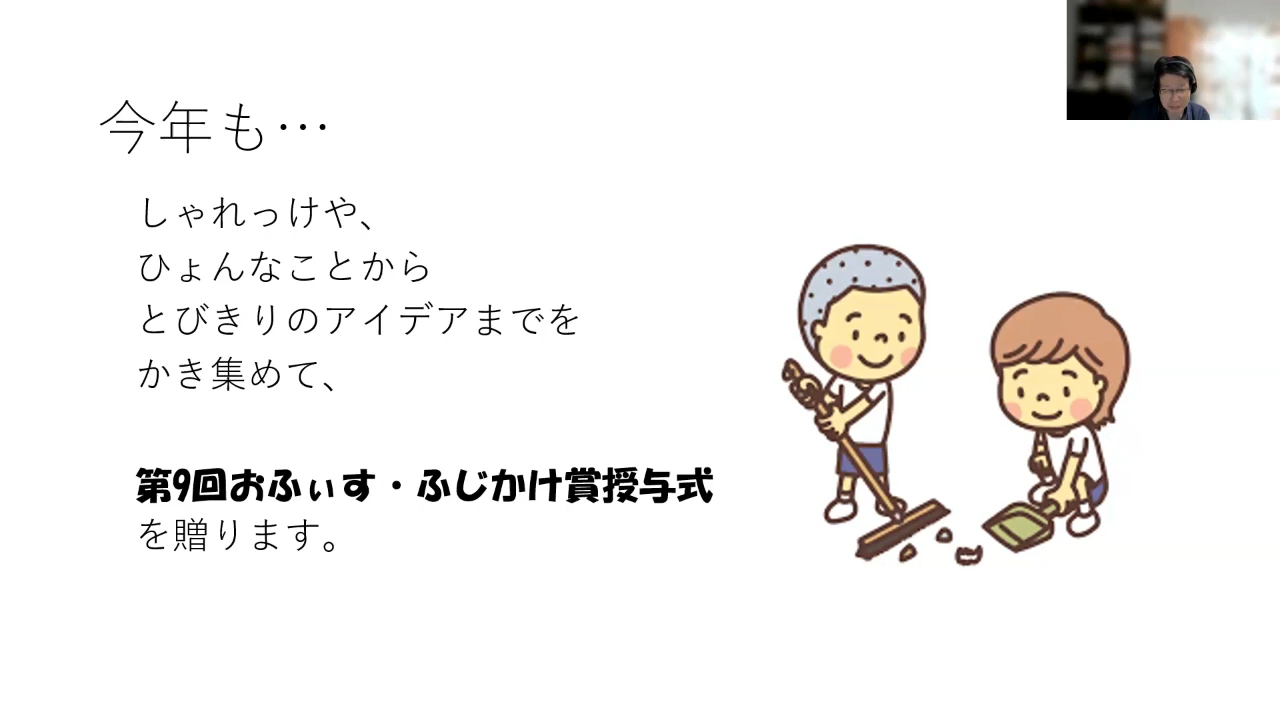 今年も…
しゃれっけや、
ひょんなことから
とびきりのアイデアまでを
かき集めて、
第9回おふぃす・ふじかけ賞授与式
を贈ります。